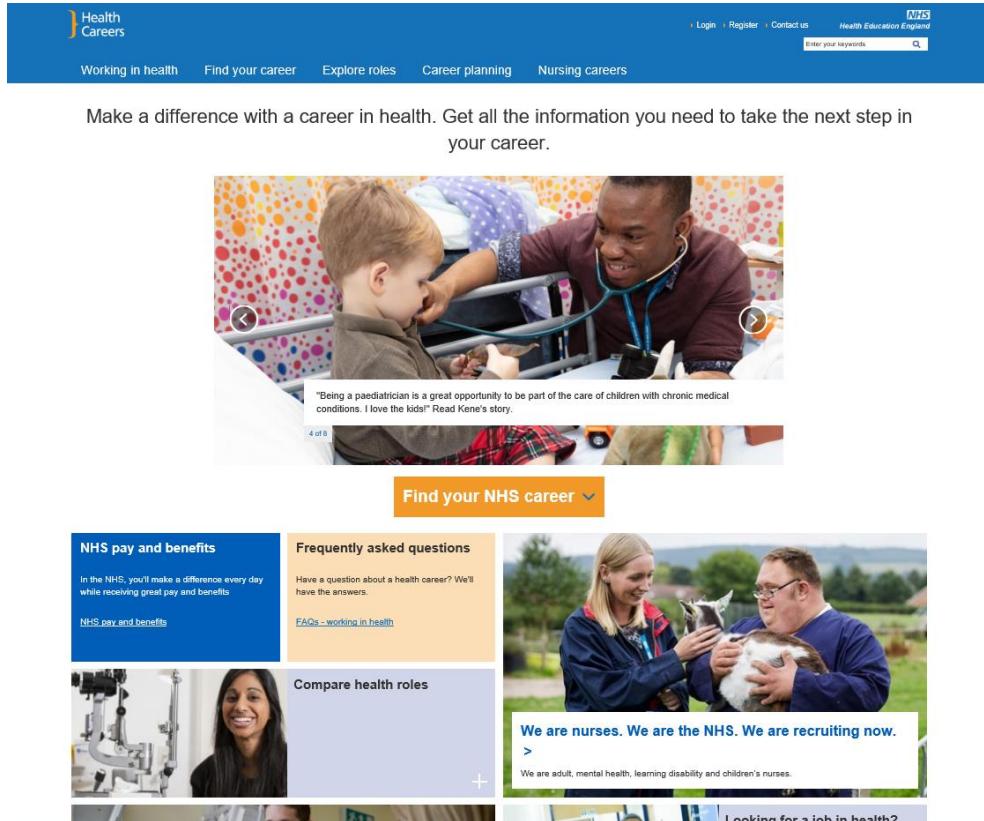 Health
Careers
Login Register Contact us
NHS
Health Education England
Enter your keywords
Working in health Find your career Explore roles Career planning Nursing careers
Make a difference with a career in health. Get all the information you need to take the next step in
your career.
"Being a paediatrician is a great opportunity to be part of the care of children with chronic medical
conditions. I love the kids!" Read Kene's story.
4 of 8
Find your NHS career
NHS pay and benefits
In the NHS, you'll make a difference every day
while receiving great pay and benefits
NHS pay and benefits
Frequently asked questions
Have a question about a health career? We'll
have the answers.
FAQs - working in health
Compare health roles
We are nurses. We are the NHS. We are recruiting now.
>
We are adult, mental health, learning disability and children's nurses.
Looking for a job in health?